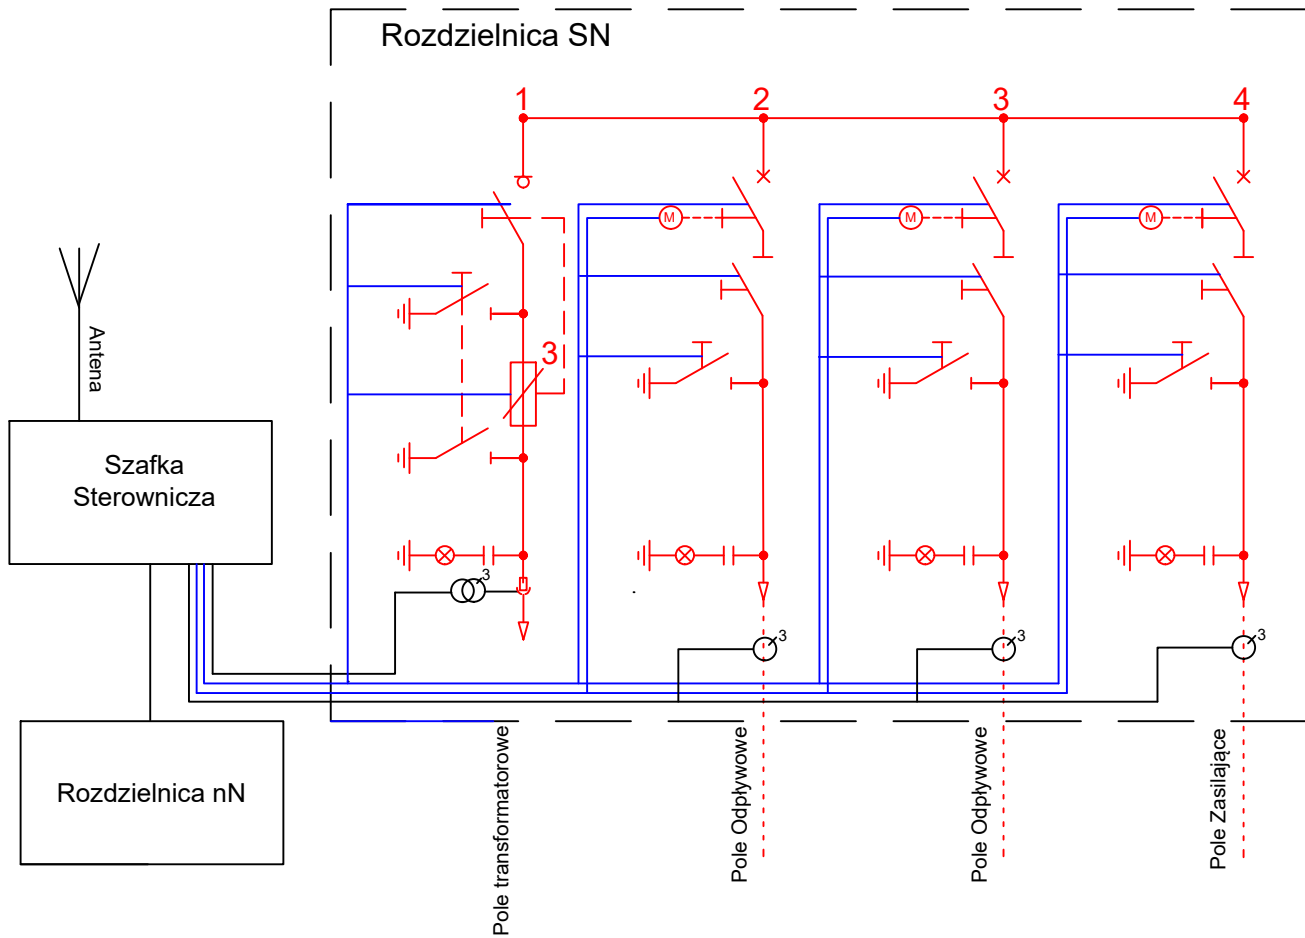 Rozdzielnica SN
1
2
3
4
M
M
M
3
Antena
Szafka
Sterownicza
3
3
3
3
Rozdzielnica nN
Pole transformatorowe
Pole Odpływowe
Pole Odpływowe
Pole Zasilające